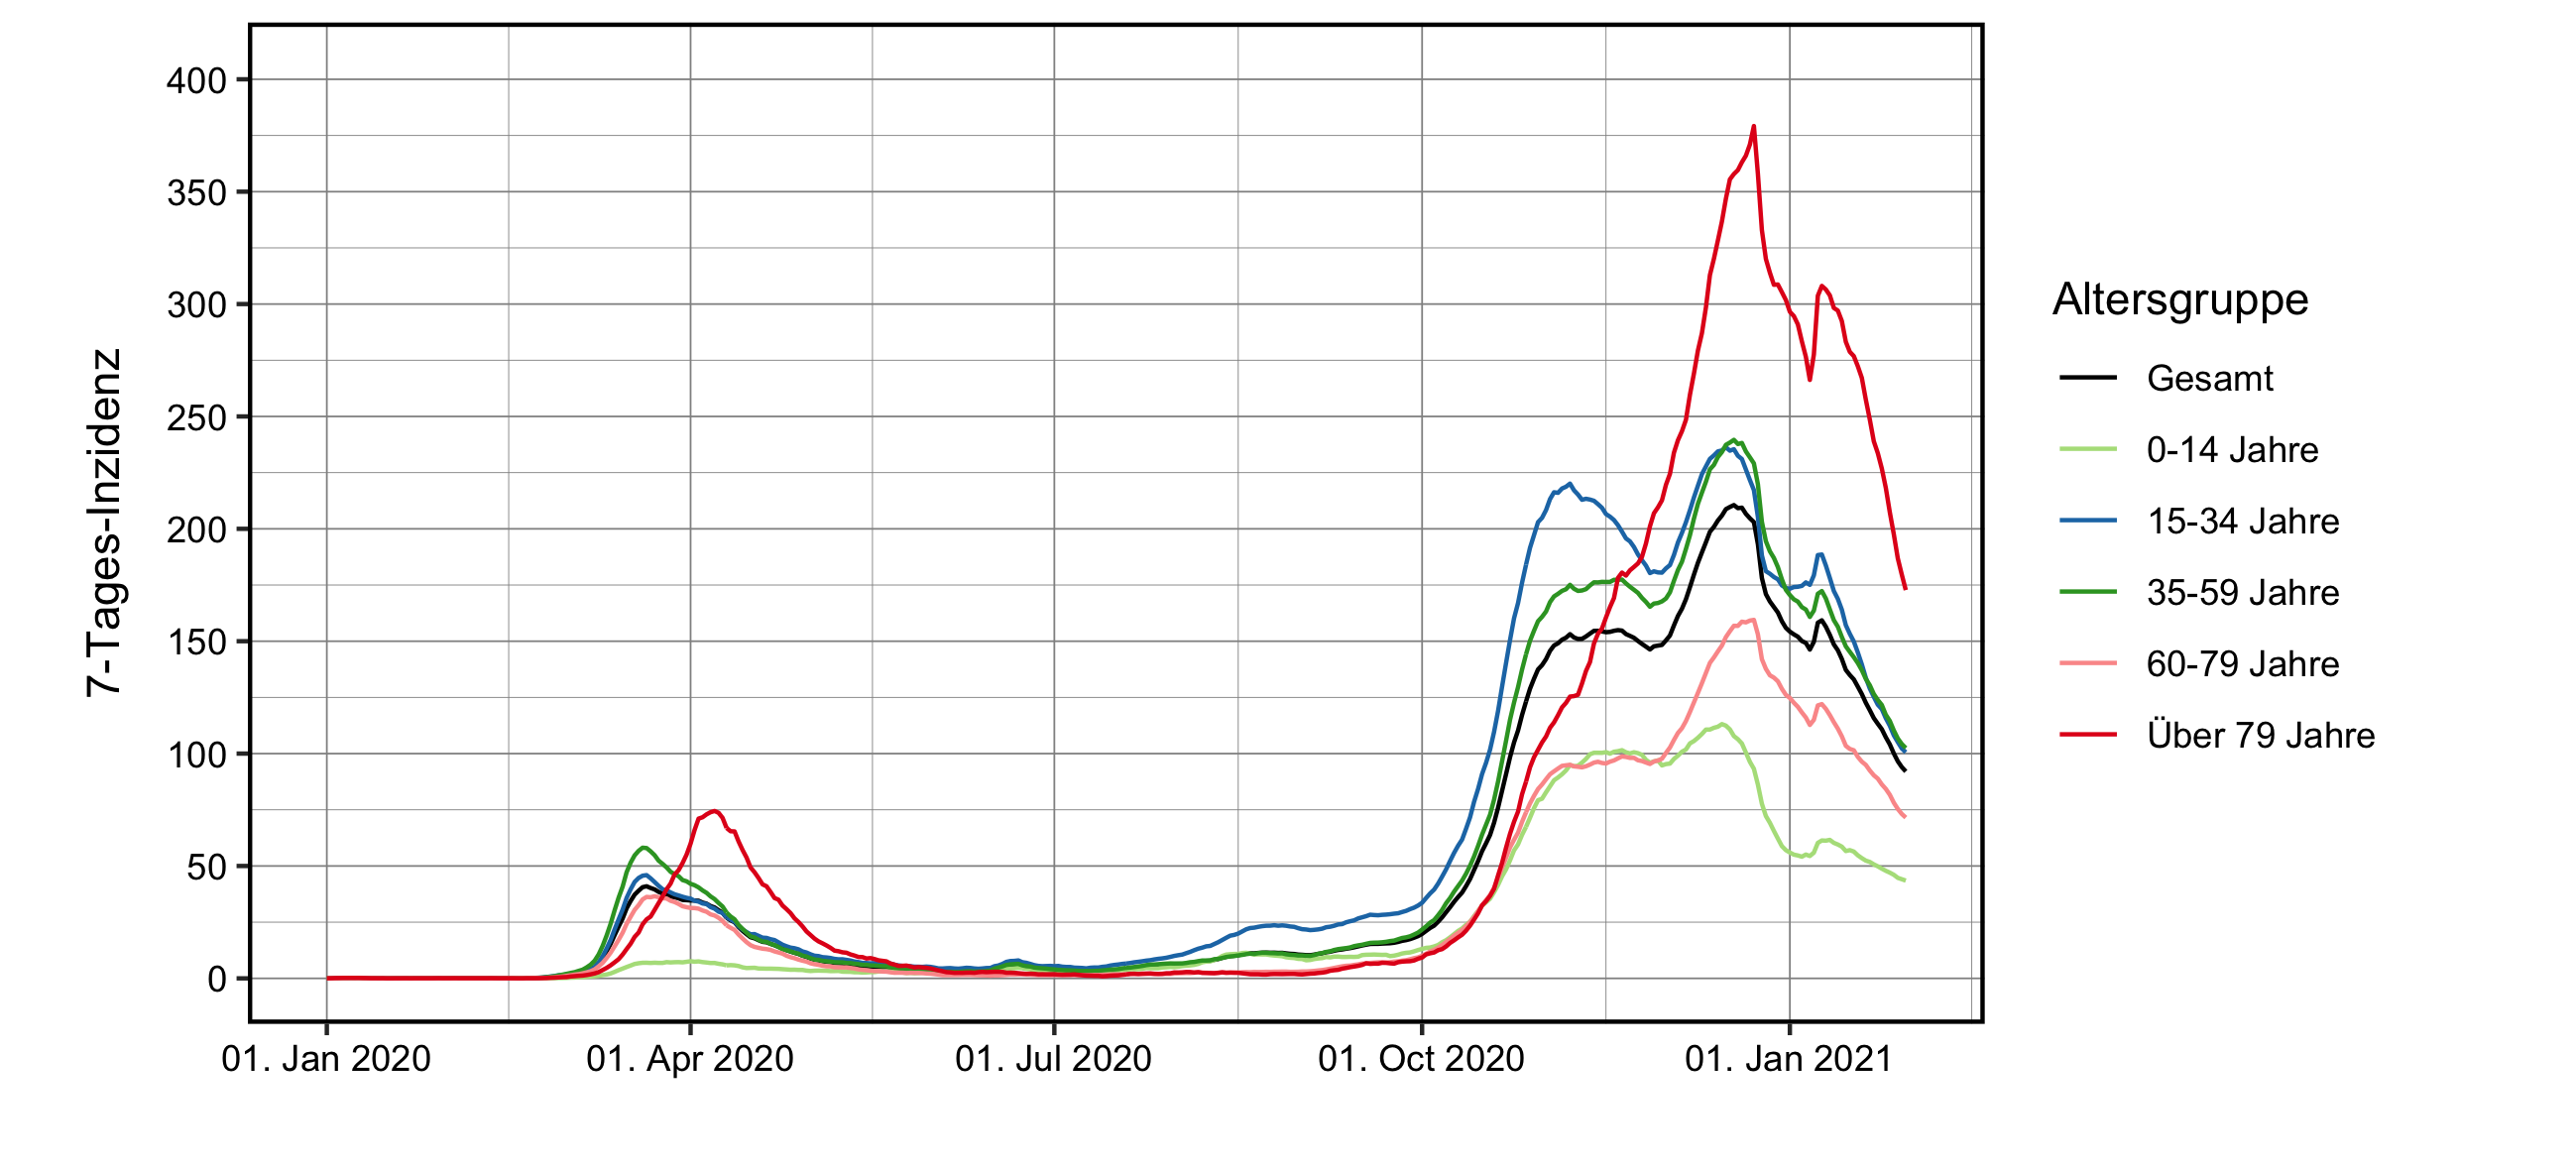 7-Tages-Inzidenz
400
350
300
250
200
150
100
50
0
01. Jan 2020 01. Apr 2020 01. Jul 2020 01. Oct 2020 01. Jan 2021
Altersgruppe
Gesamt
0-14 Jahre
15-34 Jahre
35-59 Jahre
60-79 Jahre
Über 79 Jahre